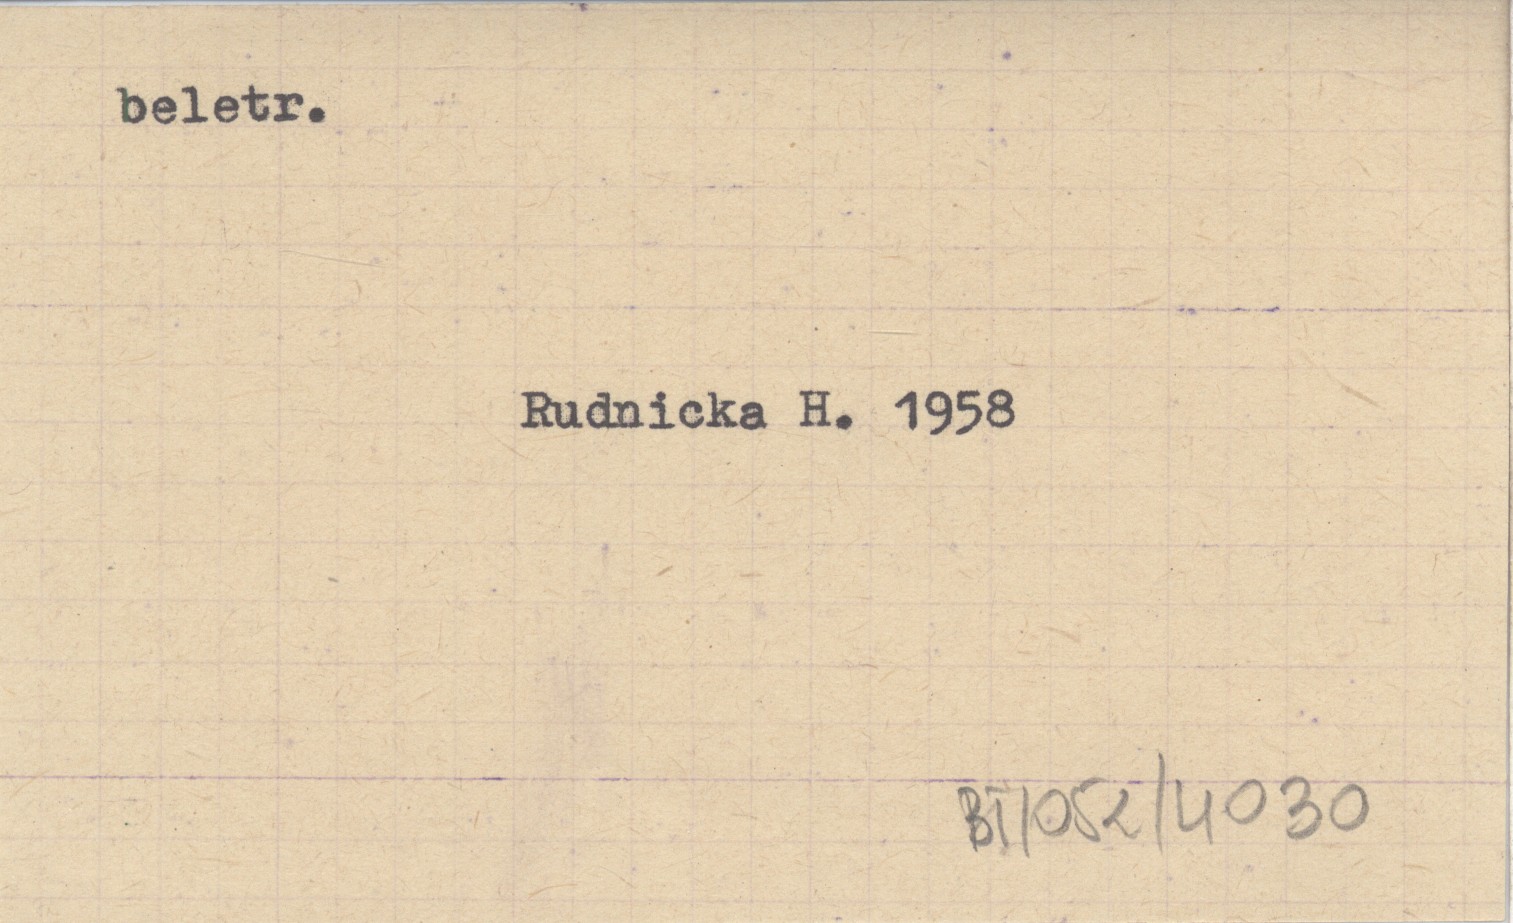 beletr.
Rudnicka H. 1958
BT/052/4030